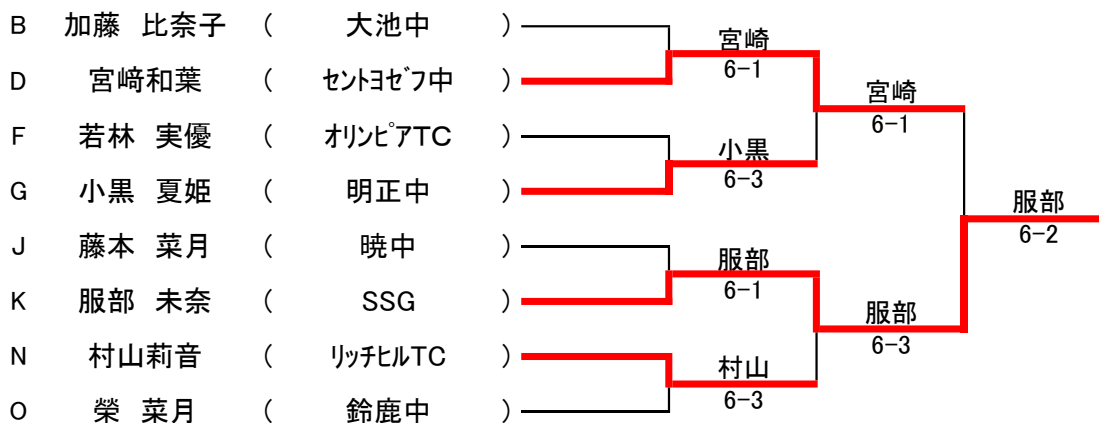 B 加藤 比奈子 ( 大池中 )
宮崎
6-1
D 宮﨑和葉 ( セントヨゼフ中 )
宮崎
6-1
F 若林 実優 ( オリンピアTC )
小黒
6-3
G 小黒 夏姫 ( 明正中 )
服部
6-2
J 藤本 菜月 ( 暁中 )
服部
6-1
K 服部 未奈 ( SSG )
服部
6-3
N 村山莉音 ( リッチヒルTC )
村山
6-3
O 榮 菜月 ( 鈴鹿中 )